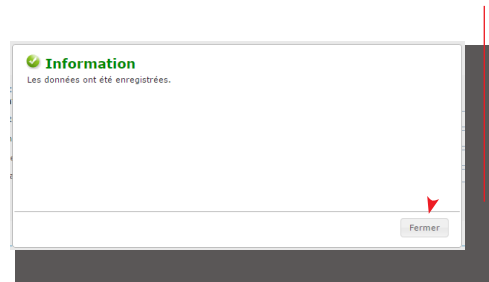 Information
Les données ont été enregistrées.
Fermer